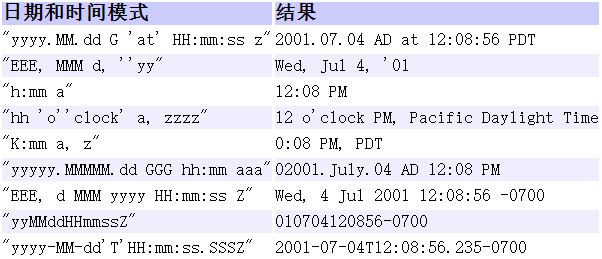 日期和时间模式 结果
"yyyy.MM.dd G 'at' HH:mm:ss z" 2001.07.04 AD at 12:08:56 PDT
"EEE, MMM d, ''yy" Wed, Jul 4, '01
"h:mm a" 12:08 PM
"hh 'o''clock' a, zzzz" 12 o'clock PM, Pacific Daylight Time
"K:mm a, z" 0:08 PM, PDT
"yyyyy.MMMMM.dd GGG hh:mm aaa" 02001.July.04 AD 12:08 PM
"EEE, d MMM yyyy HH:mm:ss Z" Wed, 4 Jul 2001 12:08:56 -0700
"yyMMddHHmmssZ" 010704120856-0700
"yyyy-MM-dd'T'HH:mm:ss.SSSZ" 2001-07-04T12:08:56.235-0700